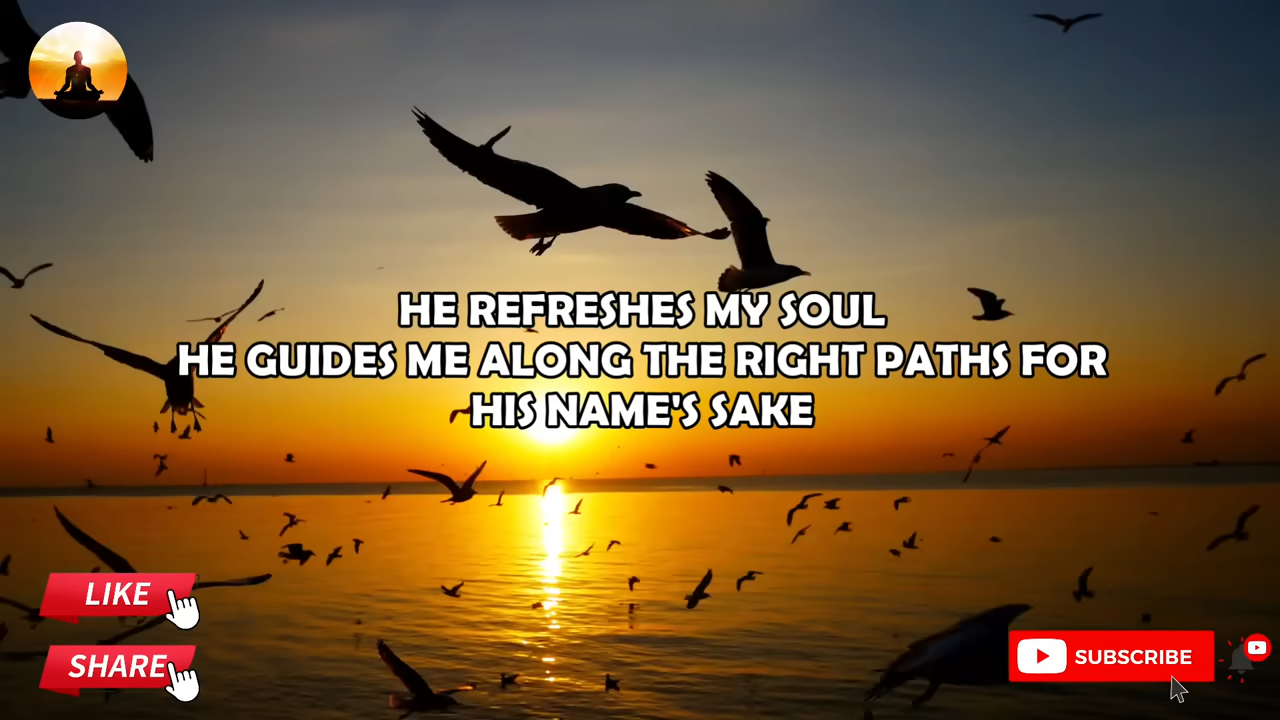 HE REFRESHES MY SOUL
HE GUIDES ME ALONG THE RIGHT PATHS FOR
HIS NAME'S SAKE
LIKE
SHARE
SUBSCRIBE